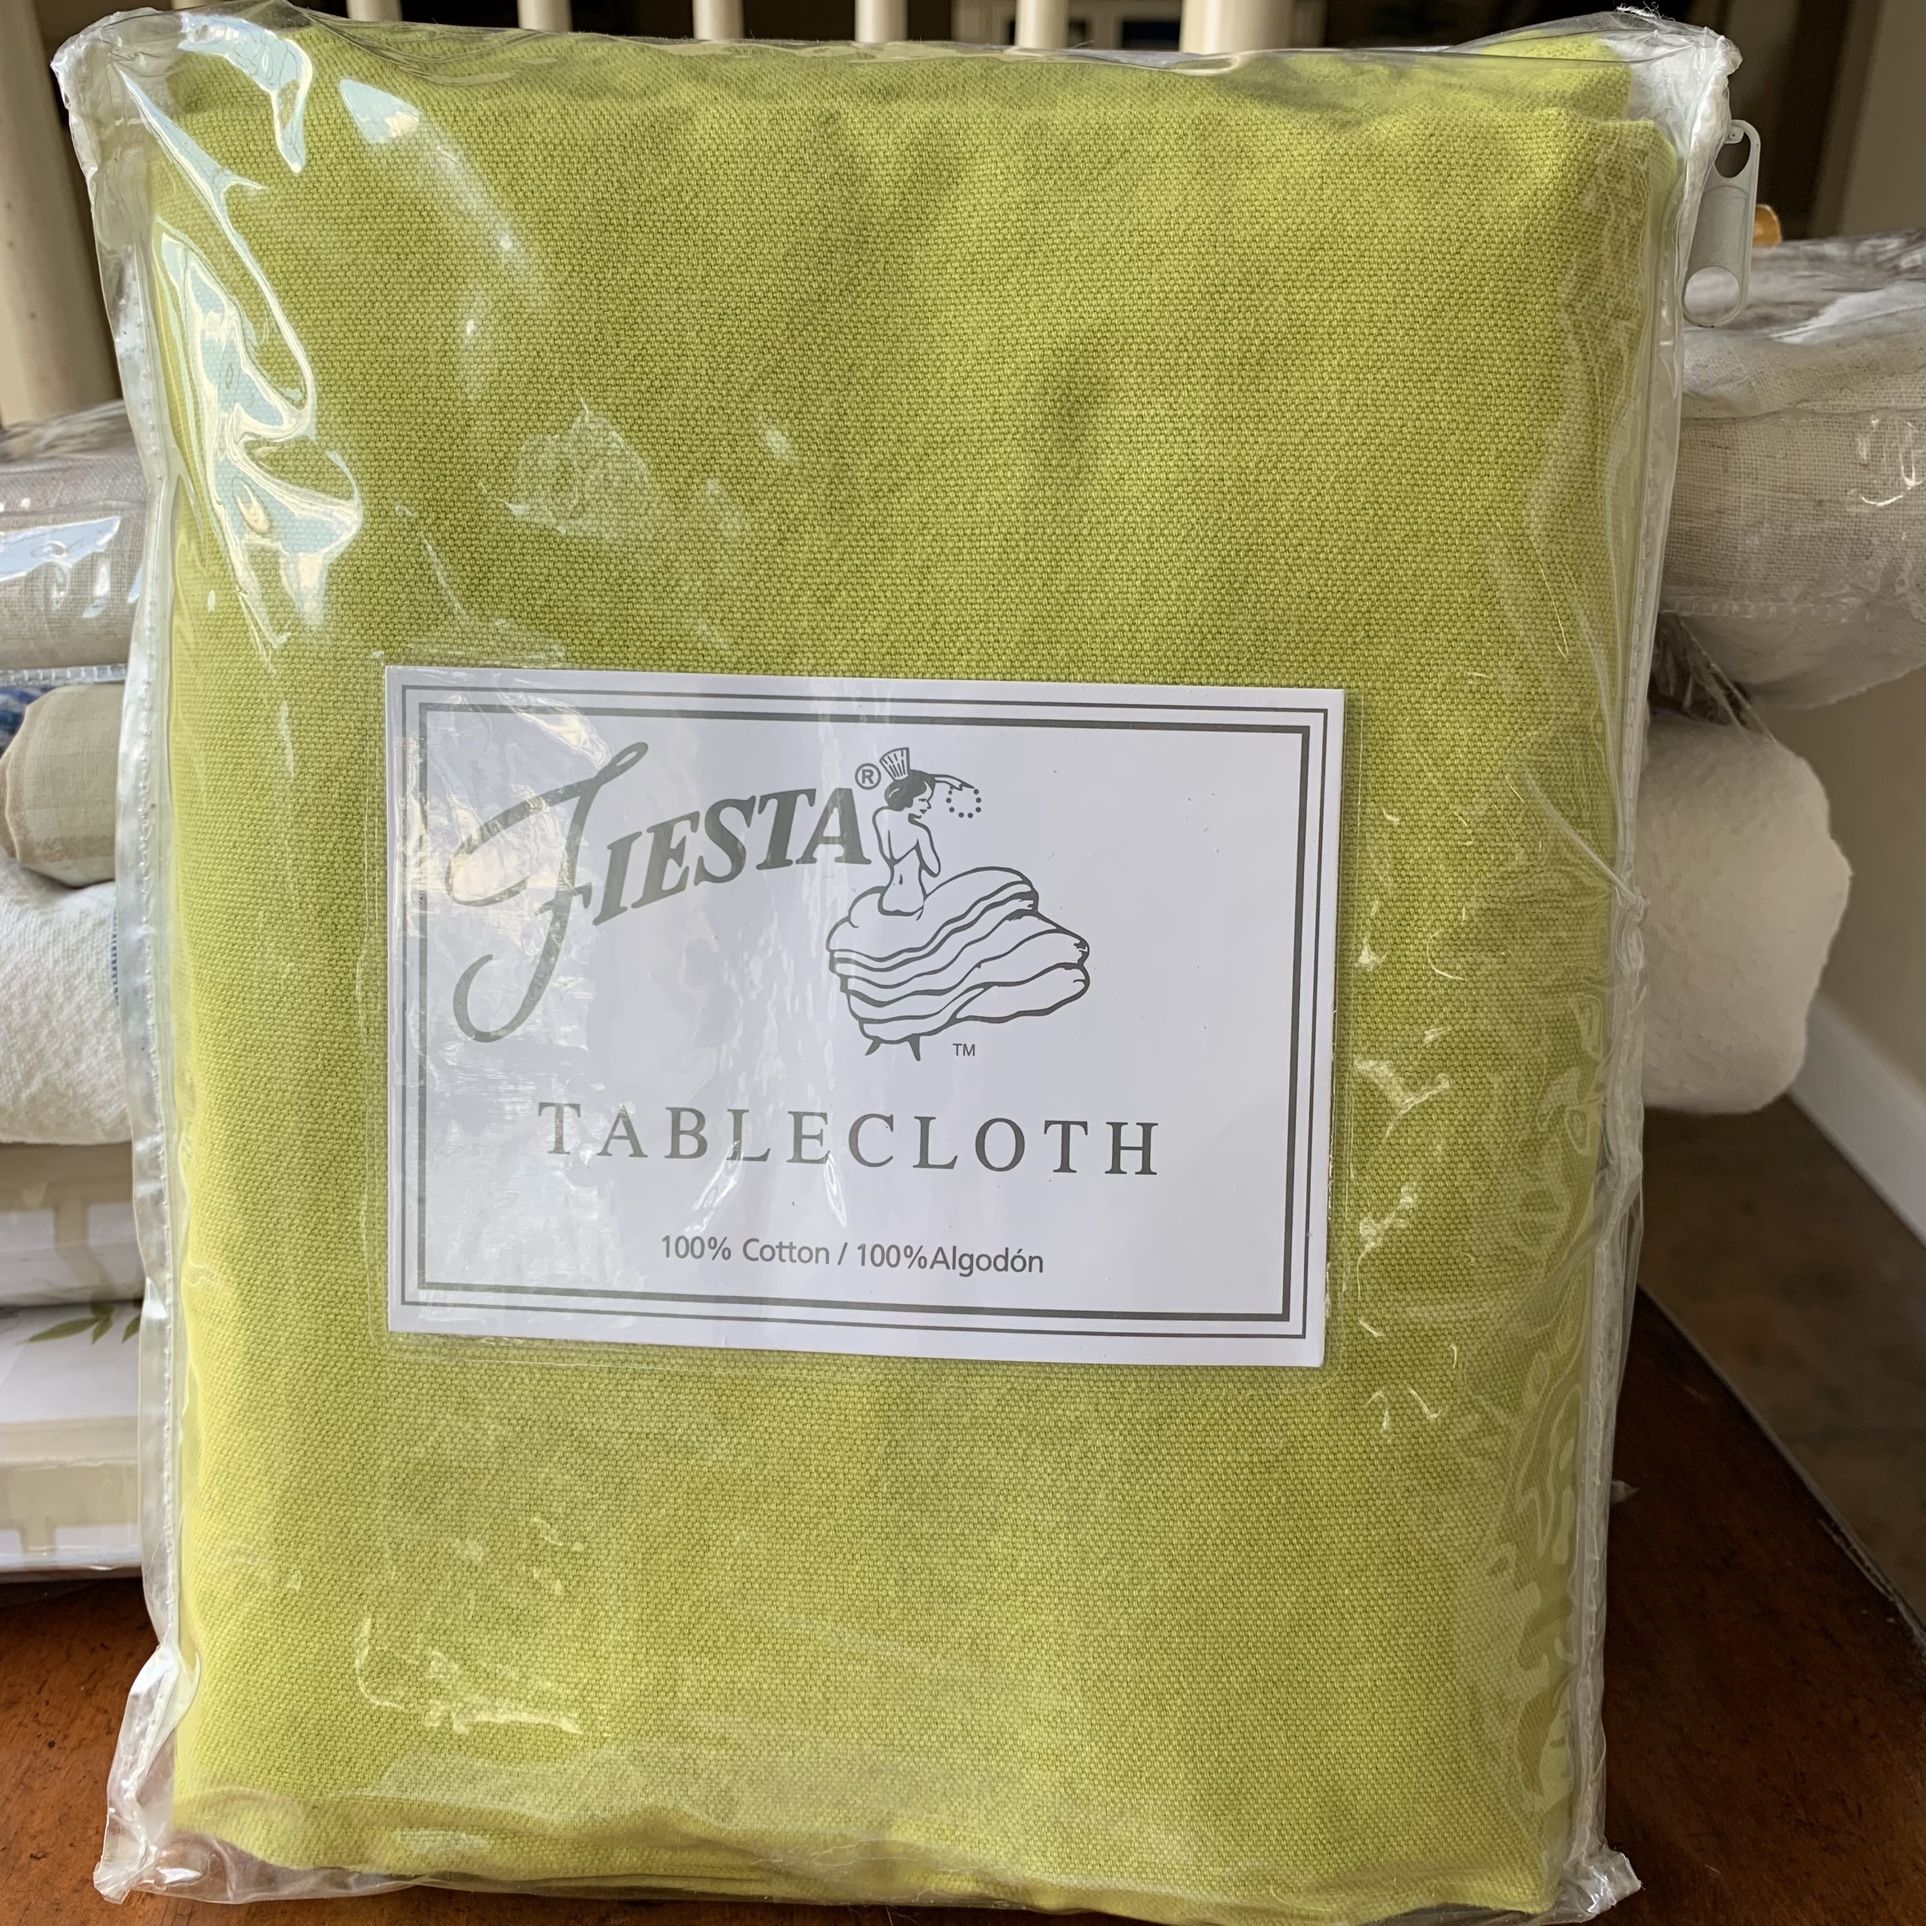 FIESTA®
TM
TABLECLOTH
100% Cotton / 100%Algodón